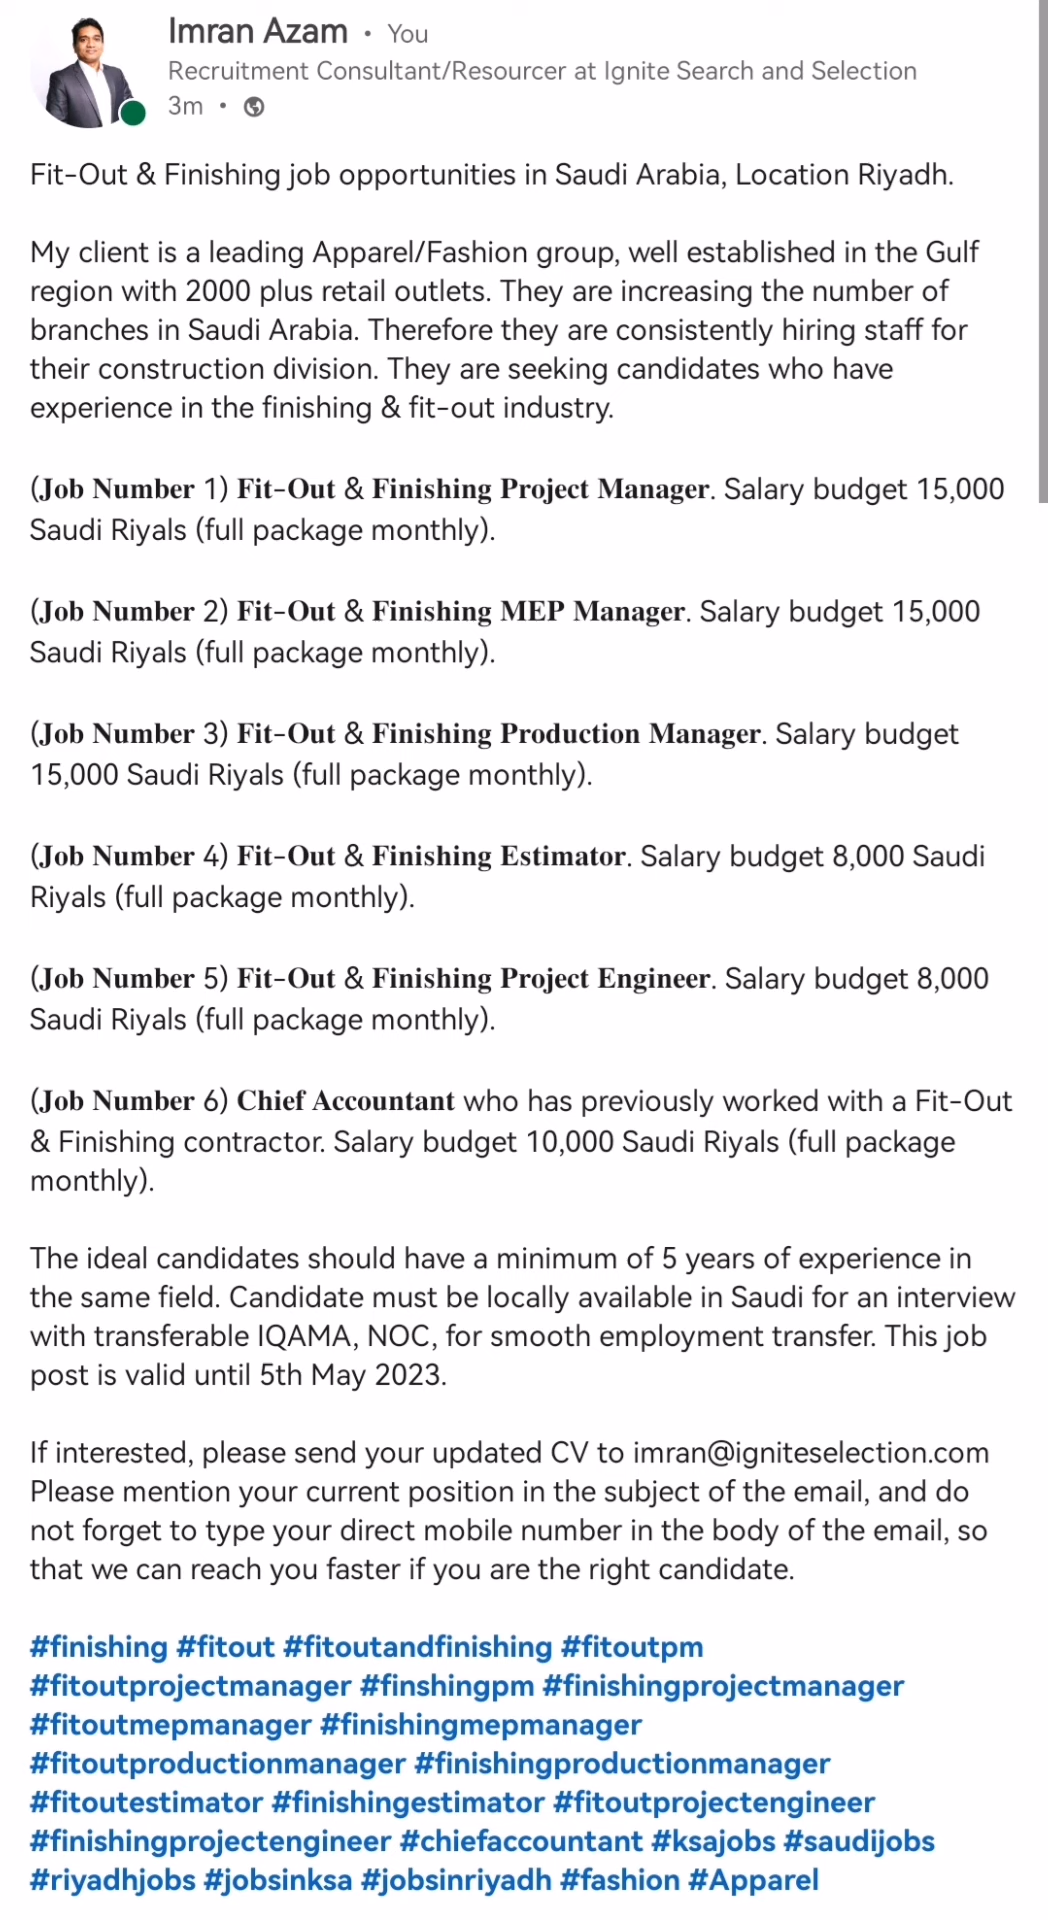 Imran Azam • You
Recruitment Consultant/Resourcer at Ignite Search and Selection
3m •
Fit-Out & Finishing job opportunities in Saudi Arabia, Location Riyadh.
My client is a leading Apparel/Fashion group, well established in the Gulf
region with 2000 plus retail outlets. They are increasing the number of
branches in Saudi Arabia. Therefore they are consistently hiring staff for
their construction division. They are seeking candidates who have
experience in the finishing & fit-out industry.
(Job Number 1) Fit-Out & Finishing Project Manager. Salary budget 15,000
Saudi Riyals (full package monthly).
(Job Number 2) Fit-Out & Finishing MEP Manager. Salary budget 15,000
Saudi Riyals (full package monthly).
(Job Number 3) Fit-Out & Finishing Production Manager. Salary budget
15,000 Saudi Riyals (full package monthly).
(Job Number 4) Fit-Out & Finishing Estimator. Salary budget 8,000 Saudi
Riyals (full package monthly).
(Job Number 5) Fit-Out & Finishing Project Engineer. Salary budget 8,000
Saudi Riyals (full package monthly).
(Job Number 6) Chief Accountant who has previously worked with a Fit-Out
& Finishing contractor. Salary budget 10,000 Saudi Riyals (full package
monthly).
The ideal candidates should have a minimum of 5 years of experience in
the same field. Candidate must be locally available in Saudi for an interview
with transferable IQAMA, NOC, for smooth employment transfer. This job
post is valid until 5th May 2023.
If interested, please send your updated CV to imran@igniteselection.com
Please mention your current position in the subject of the email, and do
not forget to type your direct mobile number in the body of the email, so
that we can reach you faster if you are the right candidate.
#finishing #fitout #fitoutandfinishing #fitoutpm
#fitoutprojectmanager #finshingpm #finishingprojectmanager
#fitoutmepmanager #finishingmepmanager
#fitoutproductionmanager #finishingproductionmanager
#fitoutestimator #finishingestimator #fitoutprojectengineer
#finishingprojectengineer #chiefaccountant #ksajobs #saudijobs
#riyadhjobs #jobsinksa #jobsinriyadh #fashion #Apparel